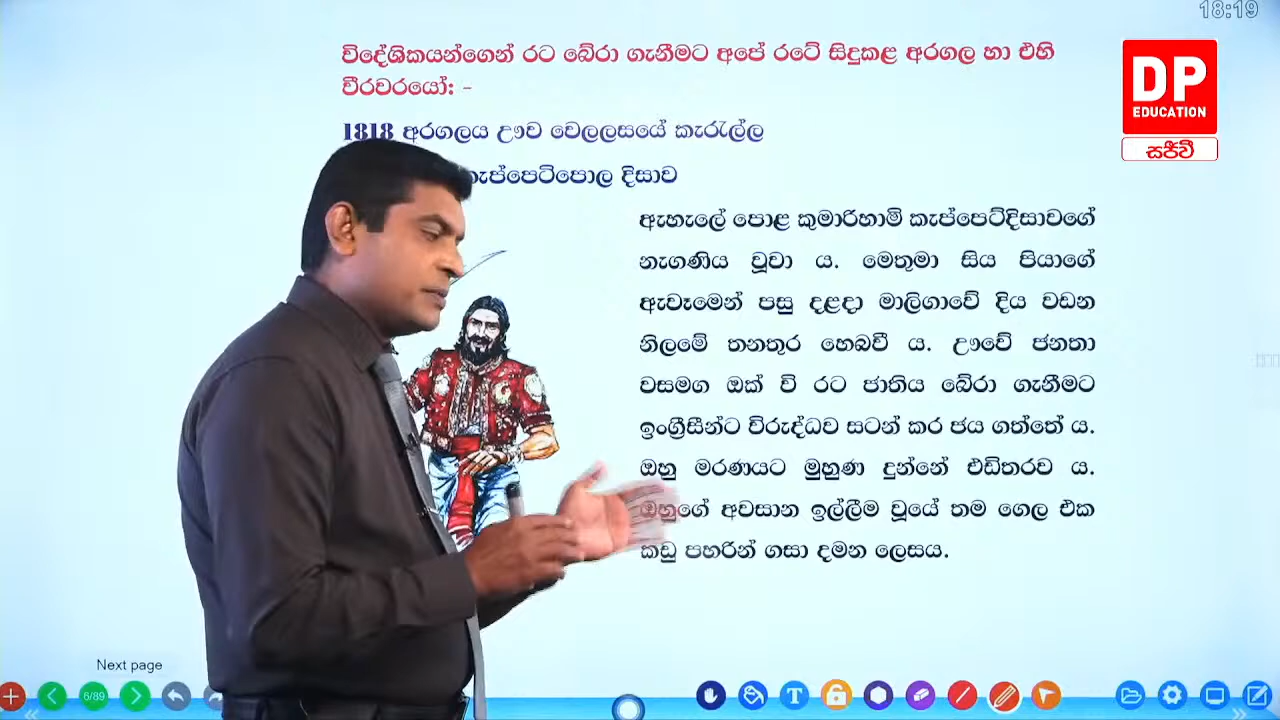 18:19
විදේශිකයන්ගෙන් රට බේරා ගැනීමට අපේ රටේ සිදුකළ අරගල හා එහි
වීරවරයෝ: -
1818 අරගලය ඌව වෙලලසයේ කැරැල්ල
කැප්පෙටිපොල දිසාව
ඇහැලේ පොළ කුමාරිහාමි කැප්පෙටිදිසාවගේ
නැගණිය වූවා ය. මෙතුමා සිය පියාගේ
ඇවෑමෙන් පසු දළදා මාලිගාවේ දිය වඩන
නිලමේ තනතුර හෙබවී ය. ඌවේ ජනතා
වසමග ඔක් වි රට ජාතිය බේරා ගැනීමට
ඉංග්‍රීසීන්ට විරුද්ධව සටන් කර ජය ගත්තේ ය.
ඔහු මරණයට මුහුණ දුන්නේ එඩිතරව ය.
ඔහුගේ අවසාන ඉල්ලීම වූයේ තම ගෙල එක
කඩු පහරින් ගසා දමන ලෙසය.
DP
EDUCATION
සජීවී
Next page
6/89